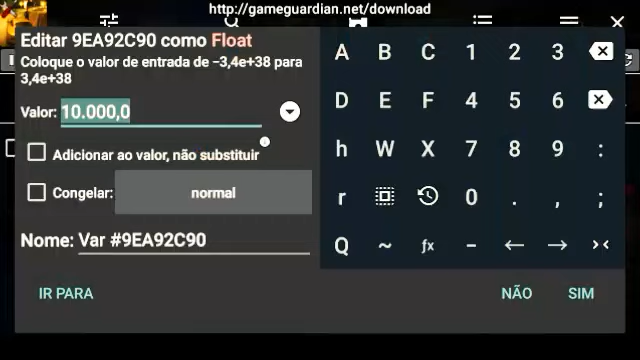 http://gameguardian.net/download
Editar 9EA92C90 como Float
Coloque o valor de entrada de −3,4e+38 para
3,4e+38
Valor: 10.000,0
Adicionar ao valor, não substituir
Congelar: normal
Nome: Var #9EA92C90
IR PARA NÃO SIM
A B C 1 2 3
D E F 4 5 6
h W X 7 8 9 :
r 0 . , ;
Q ~ ƒx − ← → ><